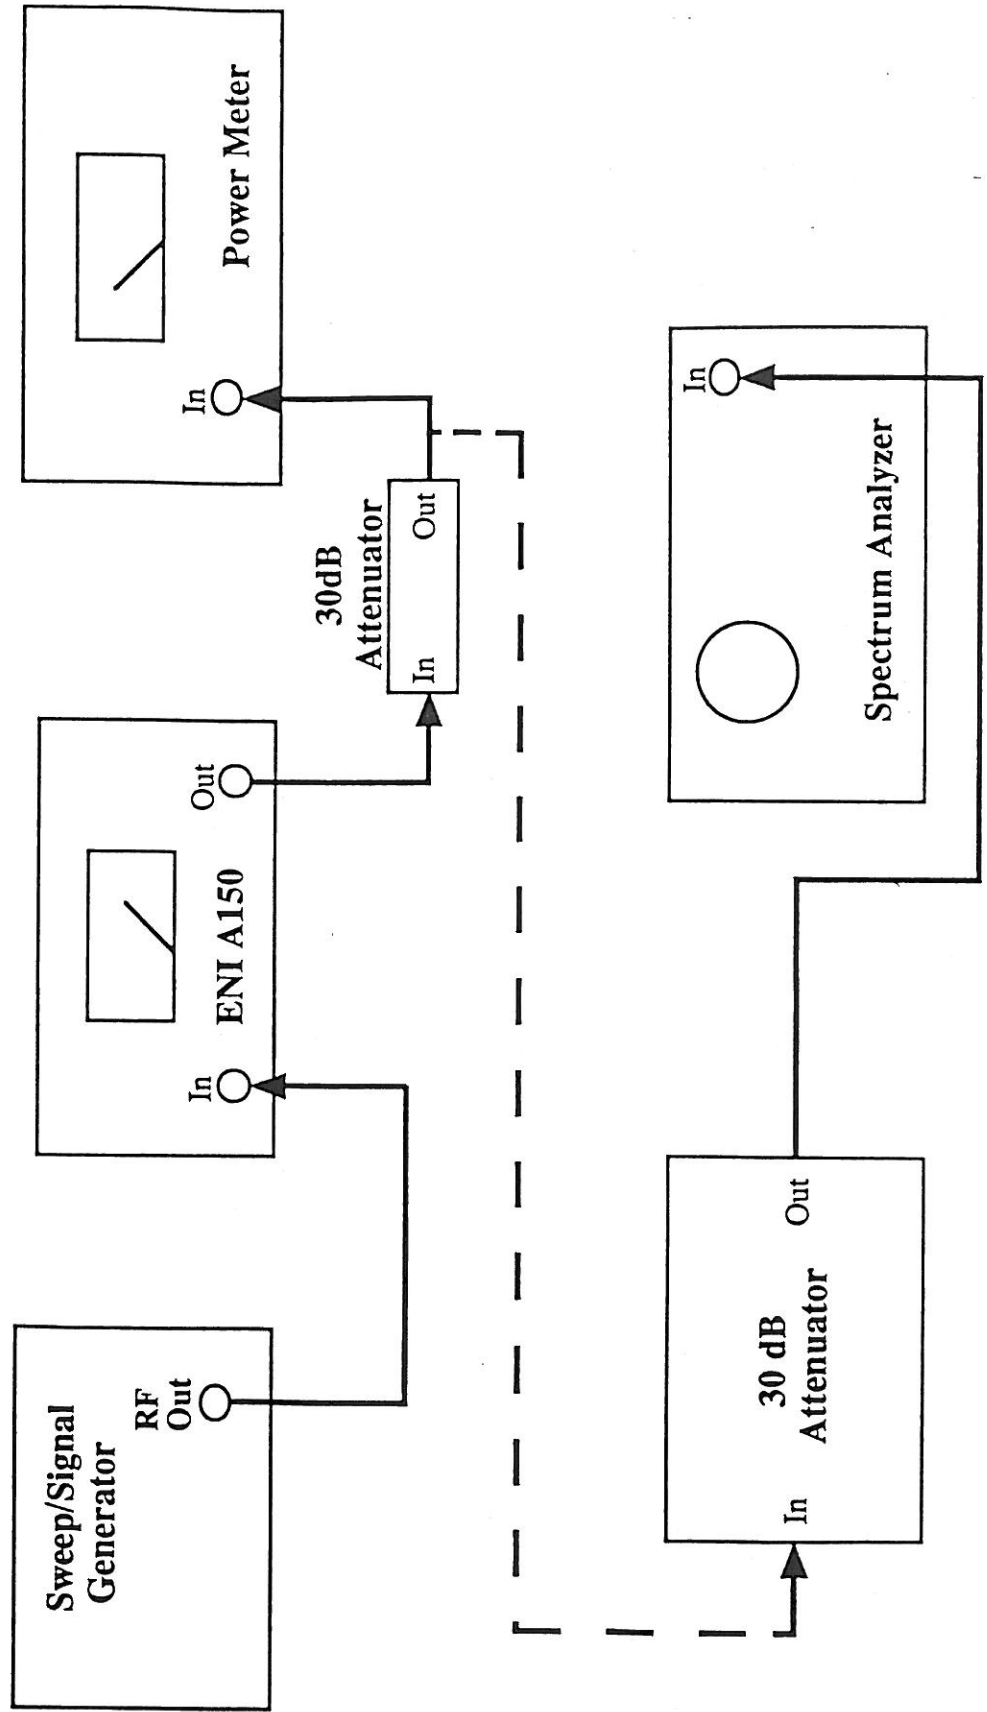 Sweep/Signal
Generator
RF
Out
In
ENI A150
Out
30dB
Attenuator
In
Out
In
Power Meter
In
30 dB
Attenuator
Out
Spectrum Analyzer
In